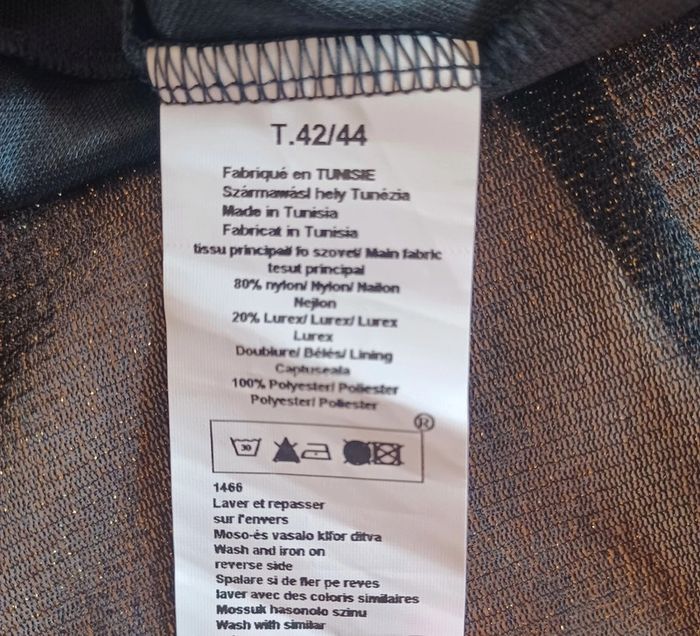 T.42/44
Fabriqué en TUNISIE
Származási hely Tunézia
Made in Tunisia
Fabricat in Tunisia
tissu principal/ fo szovet/ Main fabric
tesut principal
80% nylon/ Nylon/ Nailon
Nejlon
20% Lurex/ Lurex/ Lurex
Lurex
Doublure/ Bélés/ Lining
Captuseala
100% Polyester/ Poliester
Polyester/ Poliester
®
30
1466
Laver et repasser
sur l'envers
Moso-és vasalo kifor ditva
Wash and iron on
reverse side
Spalare si de fier pe reves
laver avec des coloris similaires
Mossuk hasonolo szinu
Wash with similar